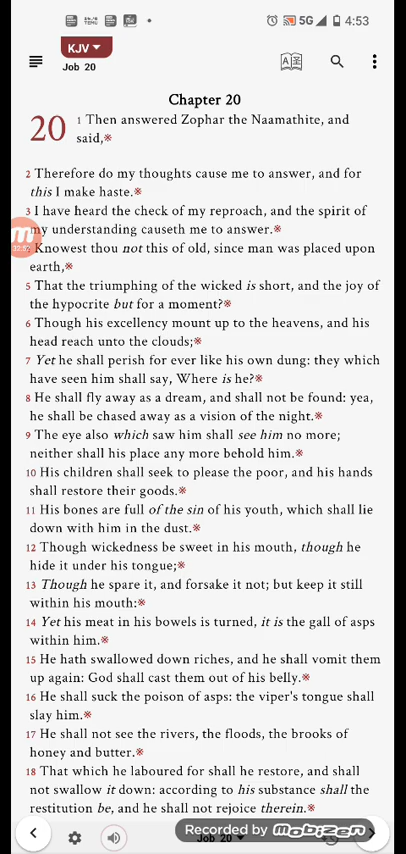 4:53
5G
KJV
Job 20
Chapter 20
20
1 Then answered Zophar the Naamathite, and
said,※
2 Therefore do my thoughts cause me to answer, and for
this I make haste.※
3 I have heard the check of my reproach, and the spirit of
my understanding causeth me to answer.※
Knowest thou not this of old, since man was placed upon
earth,※
5 That the triumphing of the wicked is short, and the joy of
the hypocrite but for a moment?※
6 Though his excellency mount up to the heavens, and his
head reach unto the clouds;※
7 Yet he shall perish for ever like his own dung: they which
have seen him shall say, Where is he?※
8 He shall fly away as a dream, and shall not be found: yea,
he shall be chased away as a vision of the night.※
9 The eye also which saw him shall see him no more;
neither shall his place any more behold him.※
10 His children shall seek to please the poor, and his hands
shall restore their goods.※
11 His bones are full of the sin of his youth, which shall lie
down with him in the dust.※
12 Though wickedness be sweet in his mouth, though he
hide it under his tongue;※
13 Though he spare it, and forsake it not; but keep it still
within his mouth:※
14 Yet his meat in his bowels is turned, it is the gall of asps
within him.※
15 He hath swallowed down riches, and he shall vomit them
up again: God shall cast them out of his belly.※
16 He shall suck the poison of asps: the viper's tongue shall
slay him.※
17 He shall not see the rivers, the floods, the brooks of
honey and butter.※
18 That which he laboured for shall he restore, and shall
not swallow it down: according to his substance shall the
restitution be, and he shall not rejoice therein.※
Job 20
Recorded by mobizen